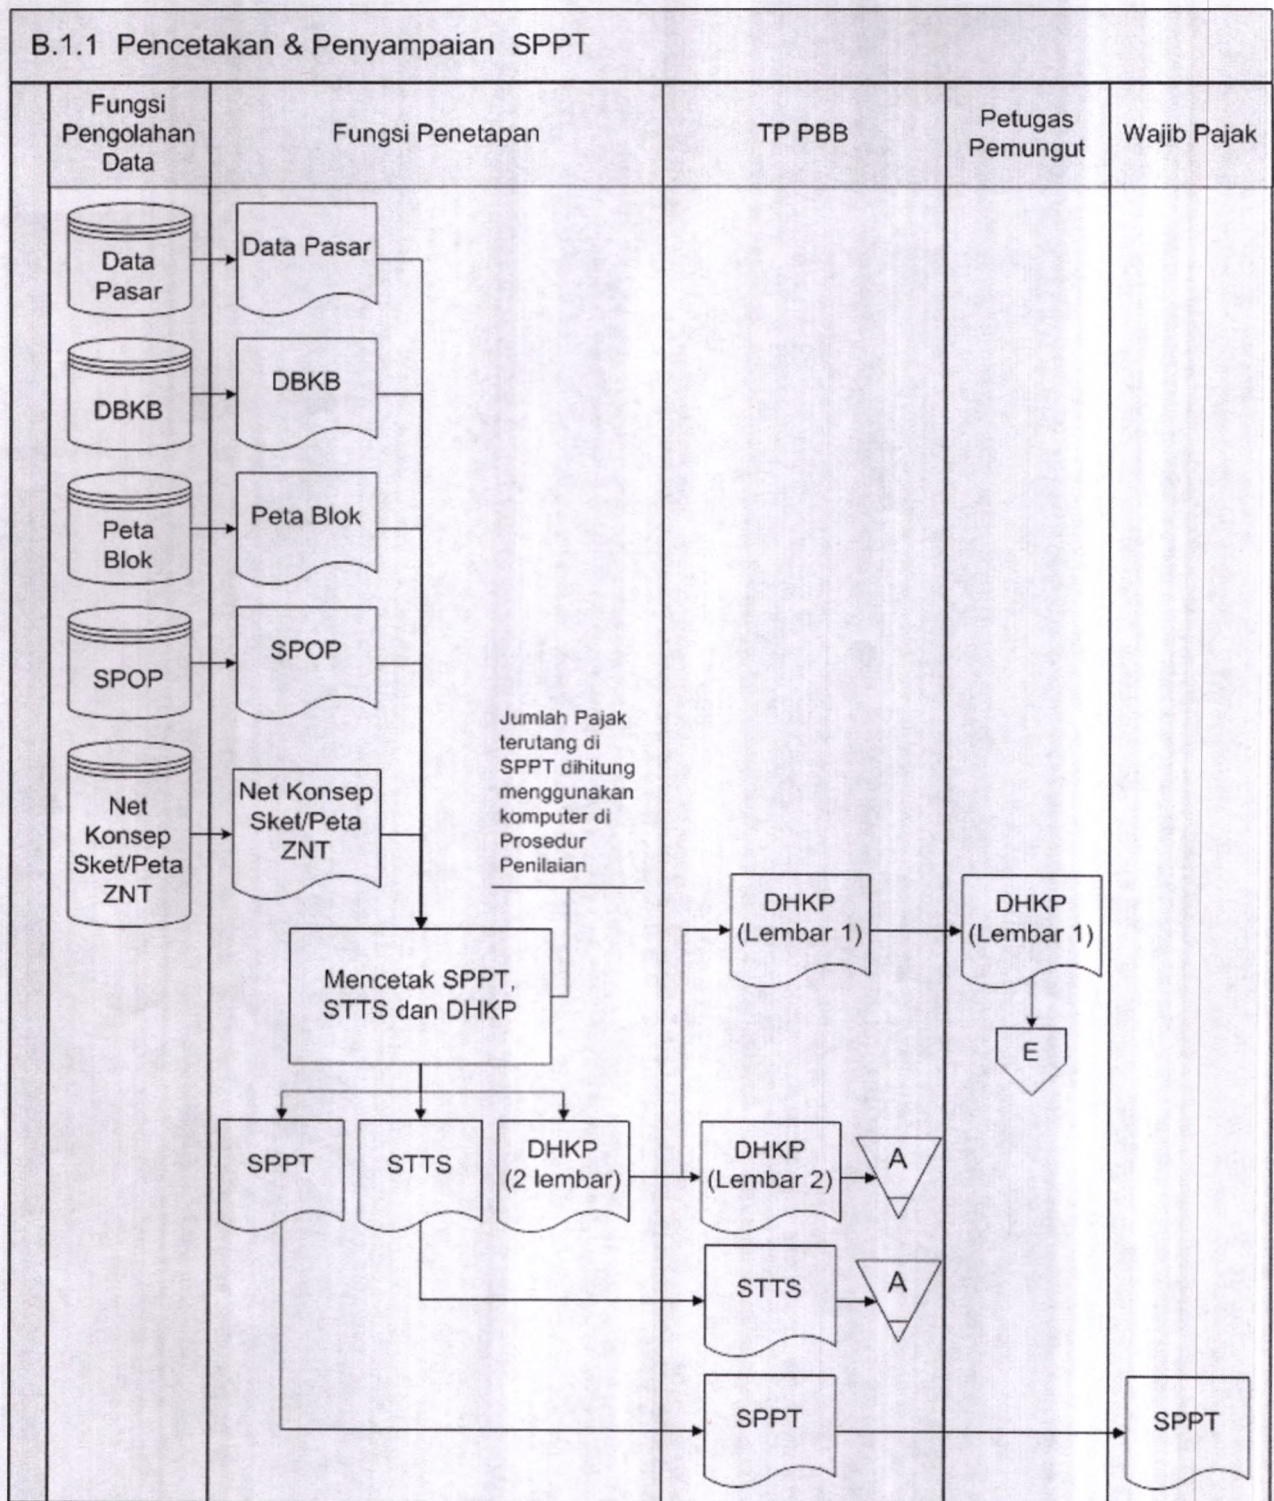 B.1.1 Pencetakan & Penyampaian SPPT
Fungsi
Pengolahan
Data
Fungsi Penetapan
TP PBB
Petugas
Pemungut
Wajib Pajak
Data
Pasar
Data Pasar
DBKB
DBKB
Peta
Blok
Peta Blok
SPOP
SPOP
Net
Konsep
Sket/Peta
ZNT
Net Konsep
Sket/Peta
ZNT
Jumlah Pajak
terutang di
SPPT dihitung
menggunakan
komputer di
Prosedur
Penilaian
Mencetak SPPT,
STTS dan DHKP
DHKP
(Lembar 1)
DHKP
(Lembar 1)
E
SPPT
STTS
DHKP
(2 lembar)
DHKP
(Lembar 2)
A
STTS
A
SPPT
SPPT